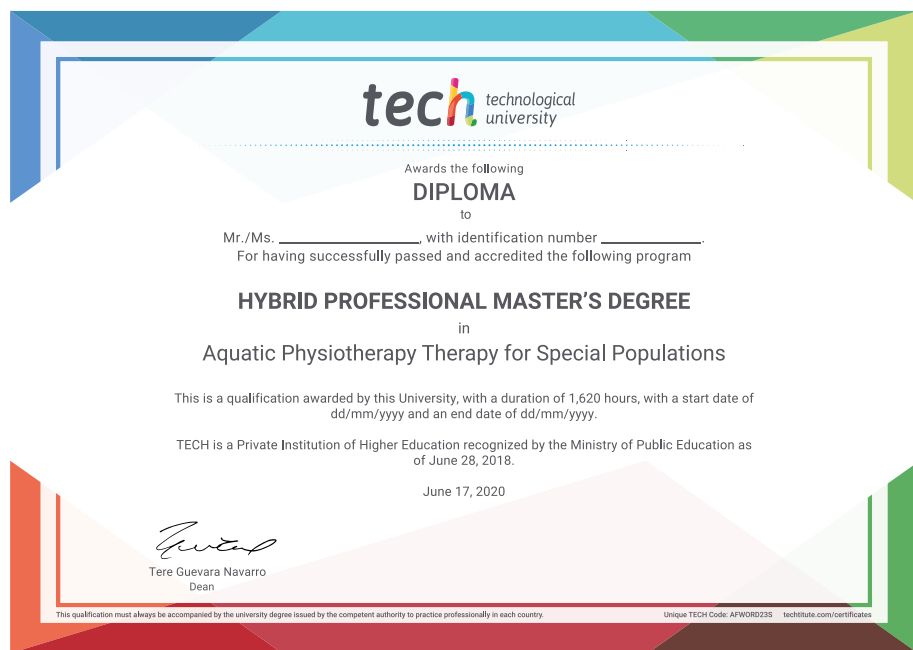 tech technological
university
Awards the following
DIPLOMA
to
Mr./Ms. ____________________, with identification number ______________.
For having successfully passed and accredited the following program
HYBRID PROFESSIONAL MASTER'S DEGREE
in
Aquatic Physiotherapy Therapy for Special Populations
This is a qualification awarded by this University, with a duration of 1,620 hours, with a start date of
dd/mm/yyyy and an end date of dd/mm/yyyy.
TECH is a Private Institution of Higher Education recognized by the Ministry of Public Education as
of June 28, 2018.
June 17, 2020
Tere Guevara Navarro
Dean
This qualification must always be accompanied by the university degree issued by the competent authority to practice professionally in each country. Unique TECH Code: AFWORD23S techtitute.com/certificates